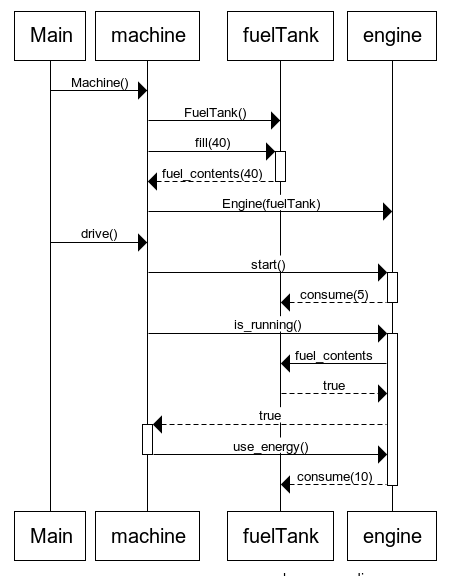 Main machine fuelTank engine
Machine()
FuelTank()
fill(40)
fuel_contents(40)
Engine(fuelTank)
drive()
start()
consume(5)
is_running()
fuel_contents
true
true
use_energy()
consume(10)
Main machine fuelTank engine